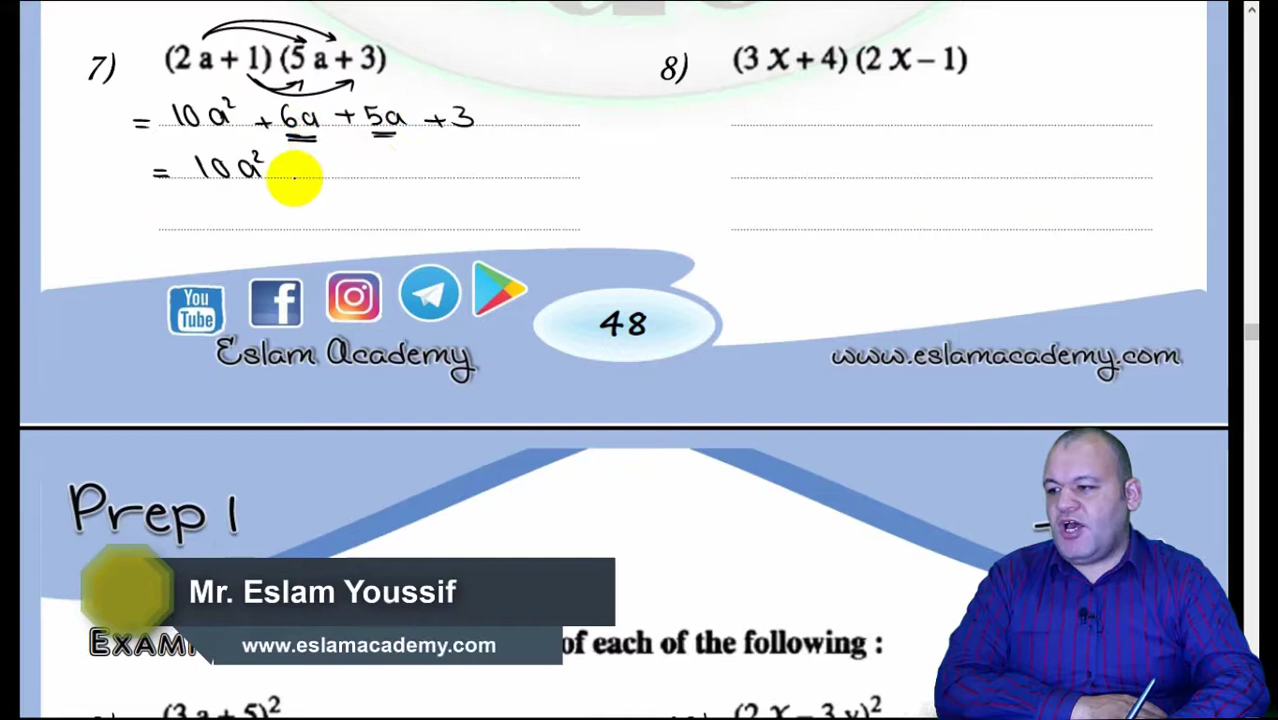 7) (2 a + 1) (5 a + 3)
= 10 a² + 6a + 5a + 3
= 10 a²
8) (3 X + 4) (2 X – 1)
You
Tube
f
Eslam Academy
48
www.eslamacademy.com
Prep 1
Mr. Eslam Youssif
www.eslamacademy.com
of each of the following :
(3 a + 5)²
(2 X – 3 y)²